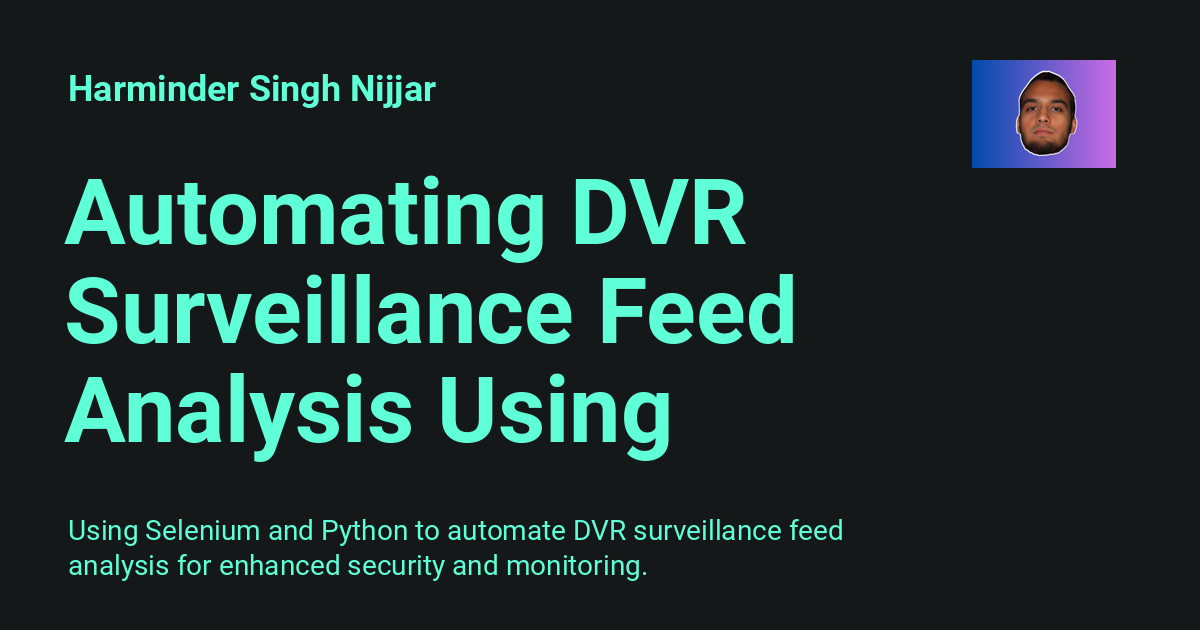 Harminder Singh Nijjar
Automating DVR
Surveillance Feed
Analysis Using
Using Selenium and Python to automate DVR surveillance feed
analysis for enhanced security and monitoring.